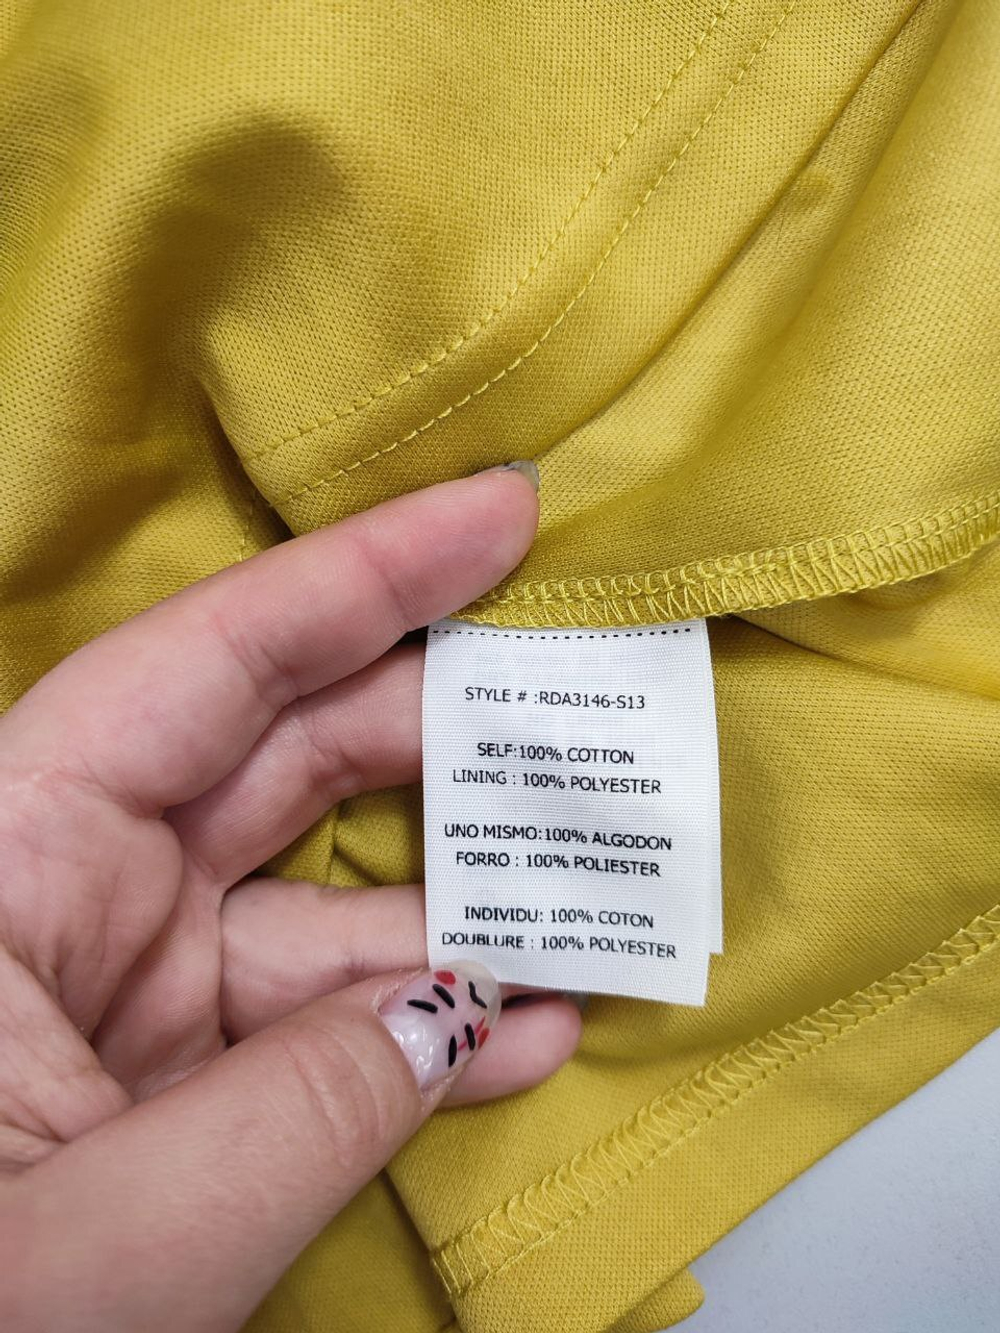 STYLE # :RDA3146-S13
SELF:100% COTTON
LINING : 100% POLYESTER
UNO MISMO:100% ALGODON
FORRO : 100% POLIESTER
INDIVIDU: 100% COTON
DOUBLURE : 100% POLYESTER